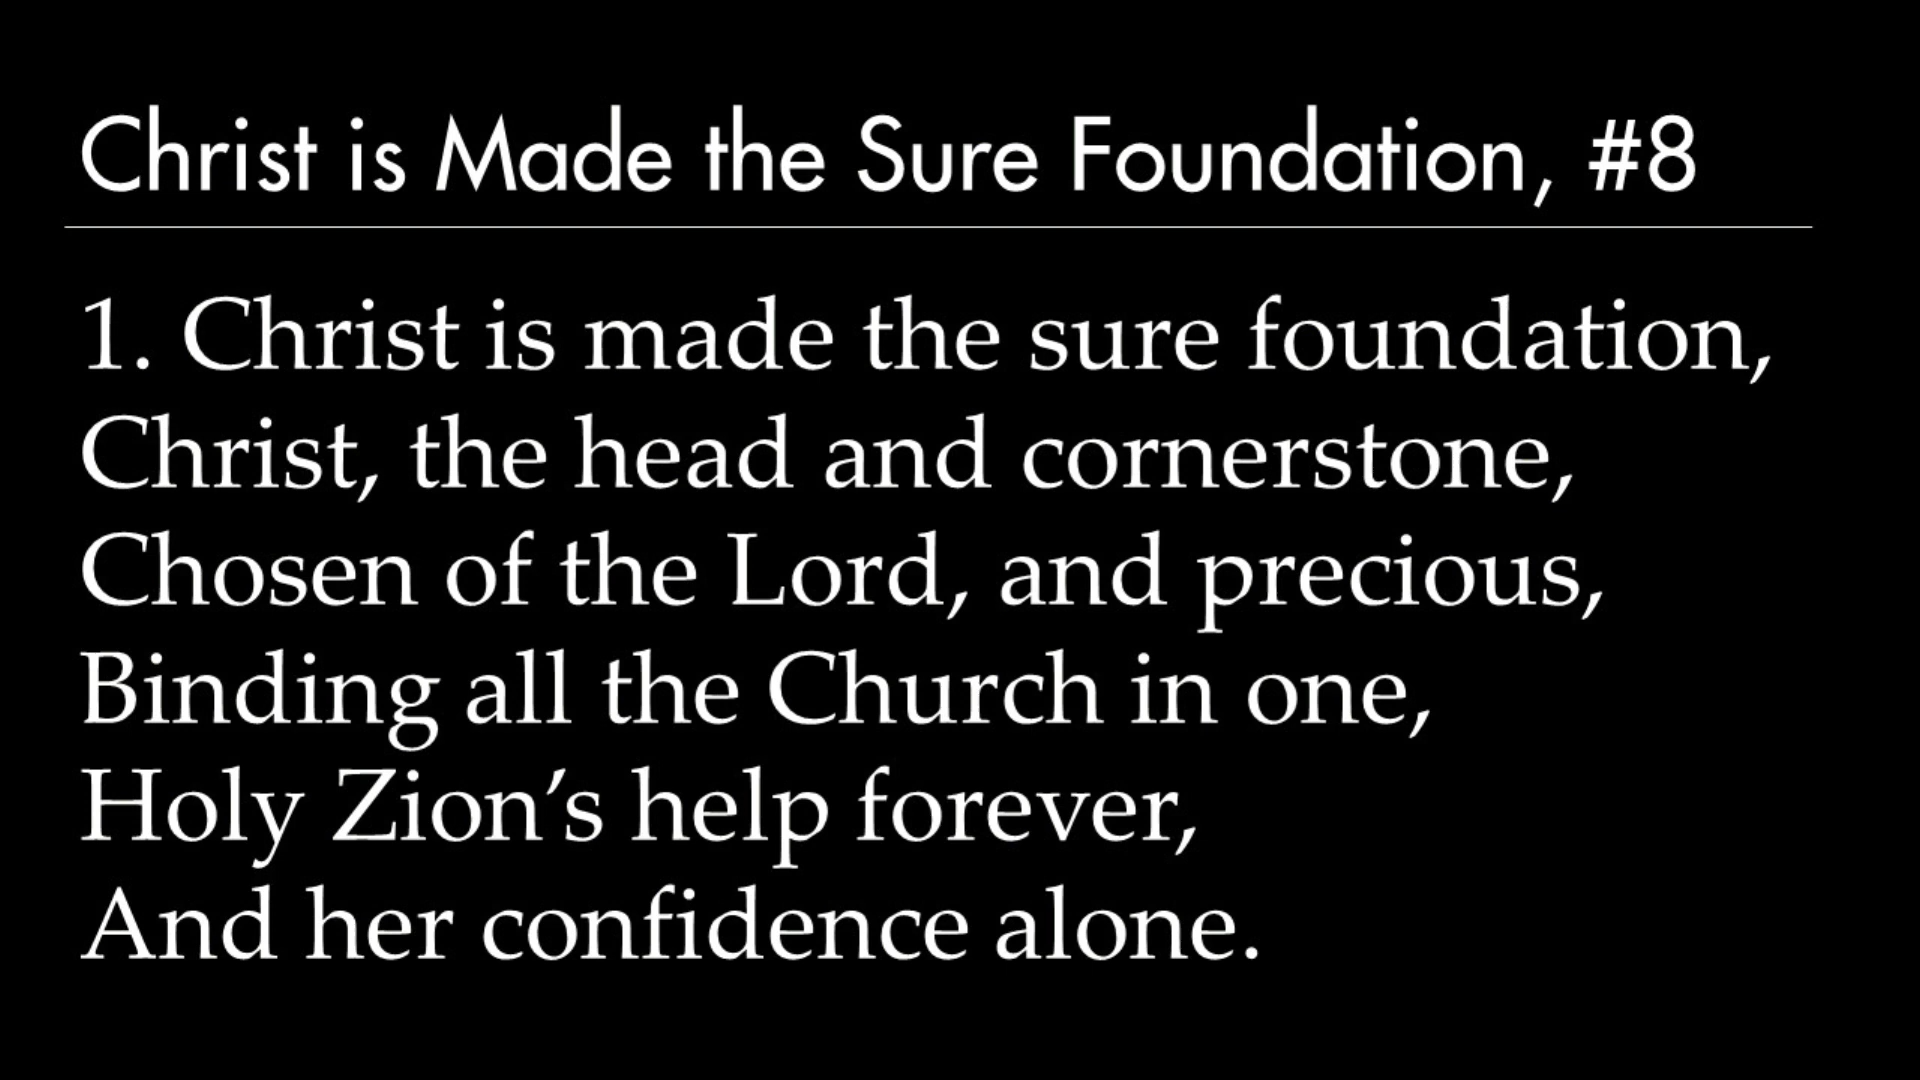 Christ is Made the Sure Foundation, #8
1. Christ is made the sure foundation,
Christ, the head and cornerstone,
Chosen of the Lord, and precious,
Binding all the Church in one,
Holy Zion’s help forever,
And her confidence alone.